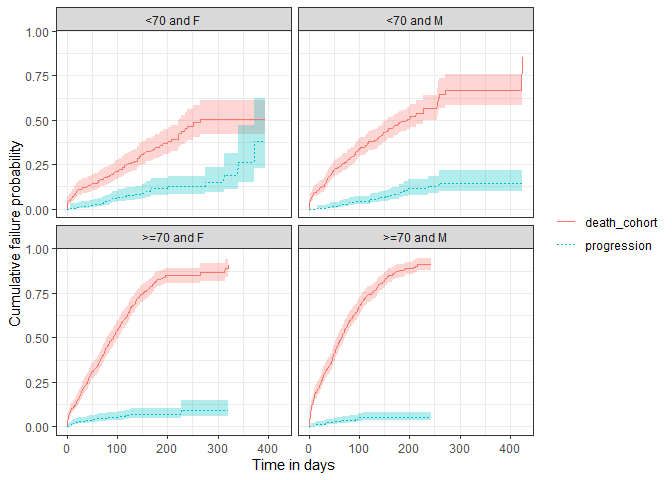 <70 and F
<70 and M
1.00
0.75
0.50
0.25
0.00
>=70 and F
>=70 and M
1.00
0.75
0.50
0.25
0.00
0 100 200 300 400
0 100 200 300 400
Time in days
Cumulative failure probability
death_cohort
progression